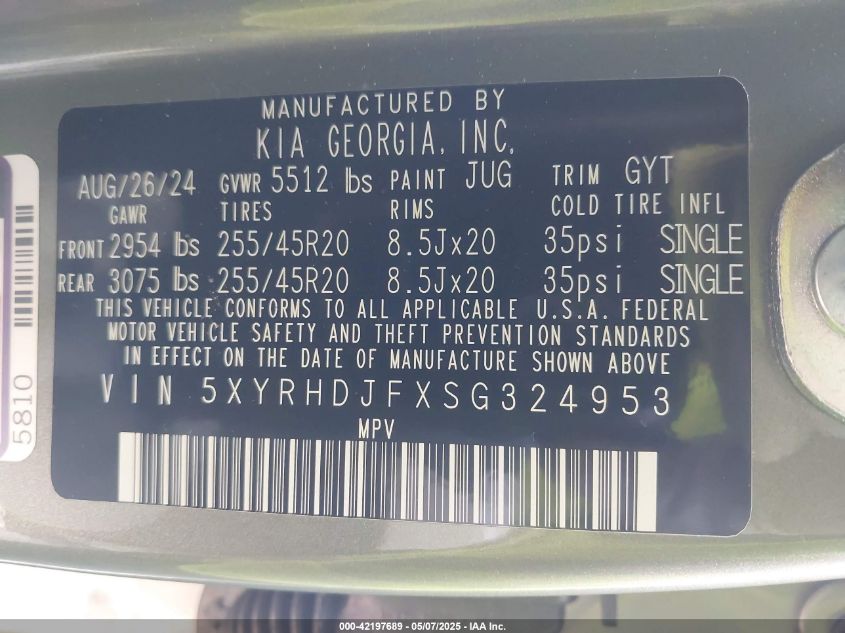 MANUFACTURED BY
KIA GEORGIA, INC.
AUG/26/24 GVWR 5512 lbs PAINT JUG TRIM GYT
GAWR TIRES RIMS COLD TIRE INFL
FRONT 2954 lbs 255/45R20 8.5Jx20 35psi SINGLE
REAR 3075 lbs 255/45R20 8.5Jx20 35psi SINGLE
THIS VEHICLE CONFORMS TO ALL APPLICABLE U.S.A. FEDERAL
MOTOR VEHICLE SAFETY AND THEFT PREVENTION STANDARDS
IN EFFECT ON THE DATE OF MANUFACTURE SHOWN ABOVE
VIN 5XYRHDJFXSG324953
MPV
5810
000-42197689 - 05/07/2025 - IAA Inc.